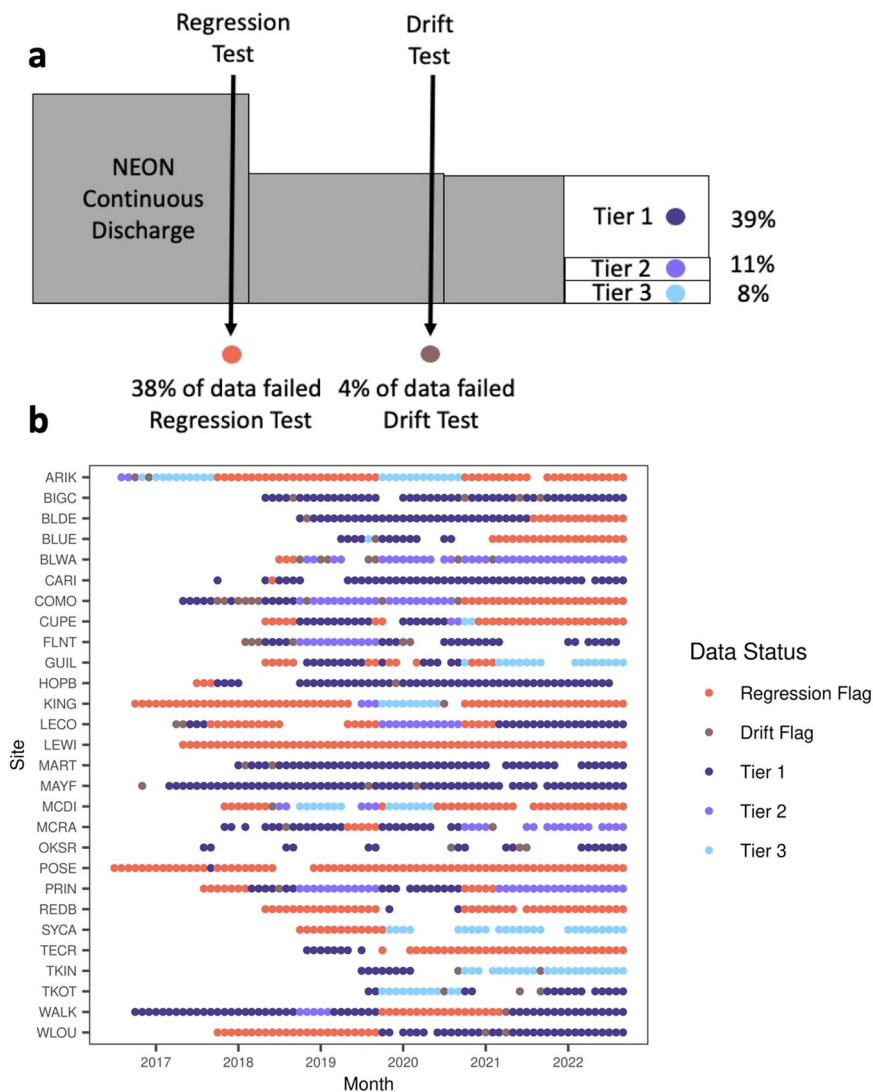 a
Regression
Test
Drift
Test
NEON
Continuous
Discharge
Tier 1
39%
Tier 2
11%
Tier 3
8%
38% of data failed
Regression Test
4% of data failed
Drift Test
b
Site
ARIK
BIGC
BLDE
BLUE
BLWA
CARI
COMO
CUPE
FLNT
GUIL
HOPB
KING
LECO
LEWI
MART
MAYF
MCDI
MCRA
OKSR
POSE
PRIN
REDB
SYCA
TECR
TKIN
TKOT
WALK
WLOU
2017 2018 2019 2020 2021 2022
Month
Data Status
Regression Flag
Drift Flag
Tier 1
Tier 2
Tier 3